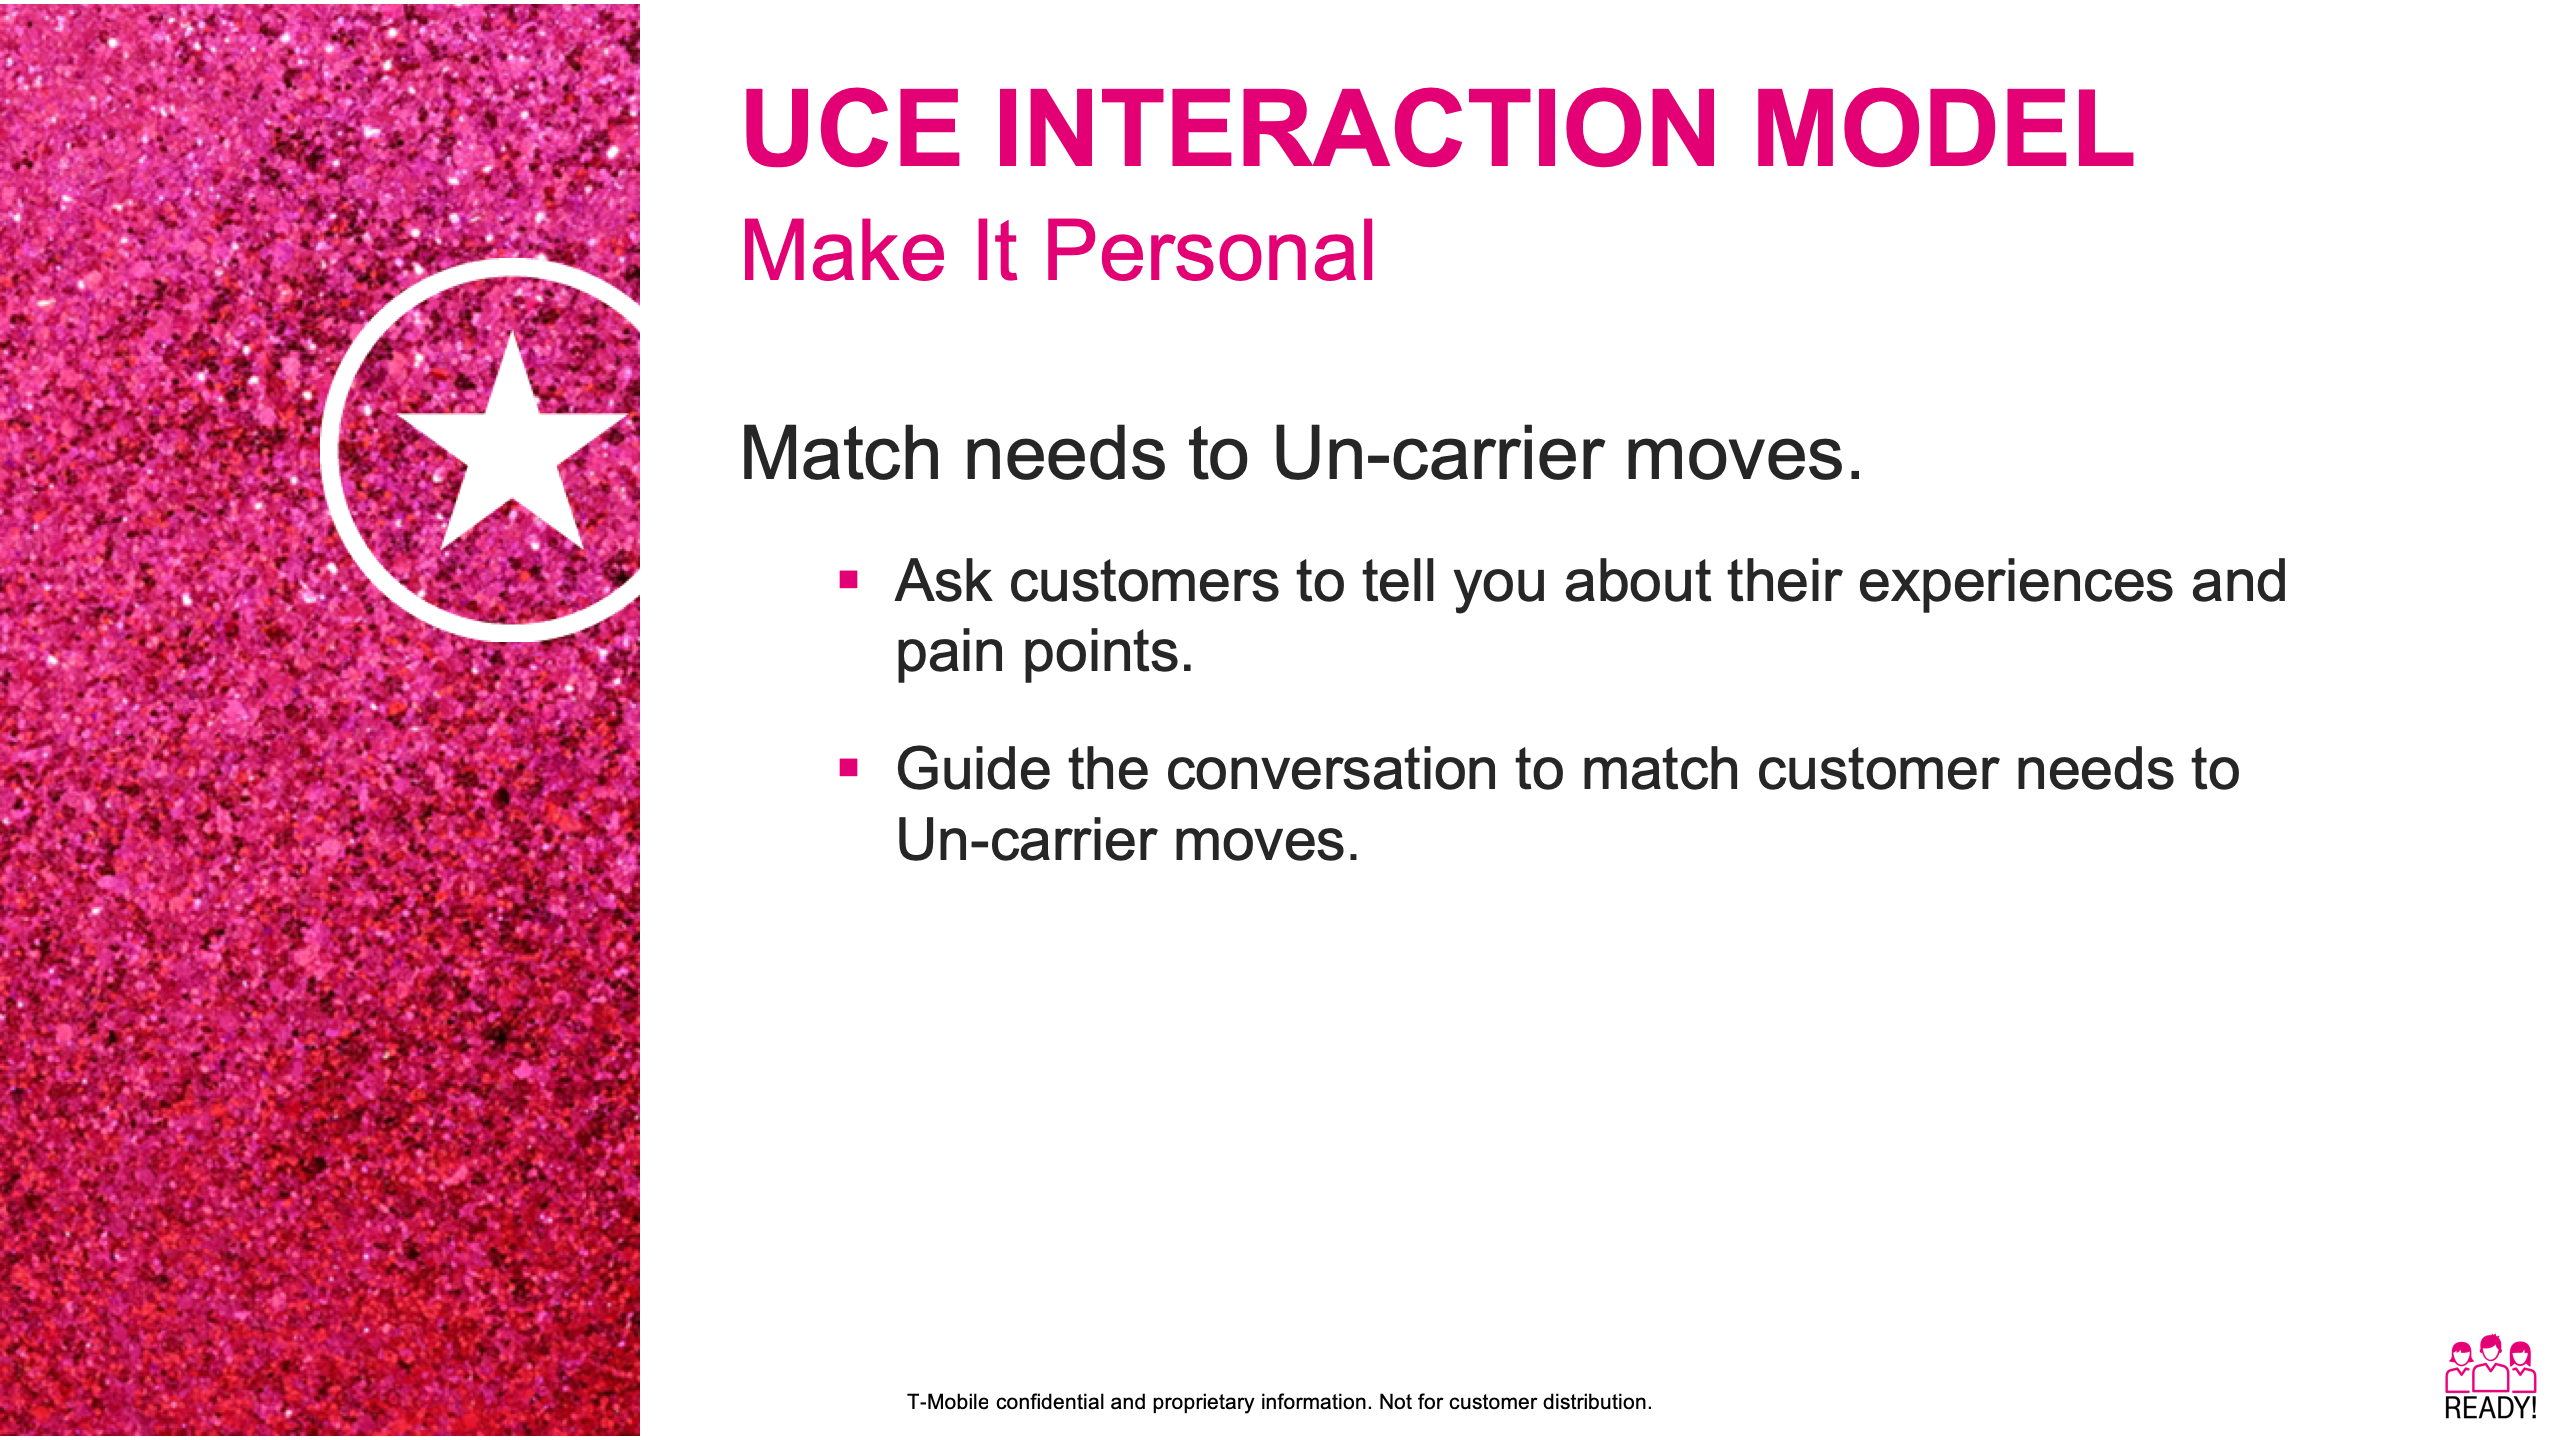 UCE INTERACTION MODEL
Make It Personal
Match needs to Un-carrier moves.
▪ Ask customers to tell you about their experiences and
pain points.
▪ Guide the conversation to match customer needs to
Un-carrier moves.
T-Mobile confidential and proprietary information. Not for customer distribution.
READY!